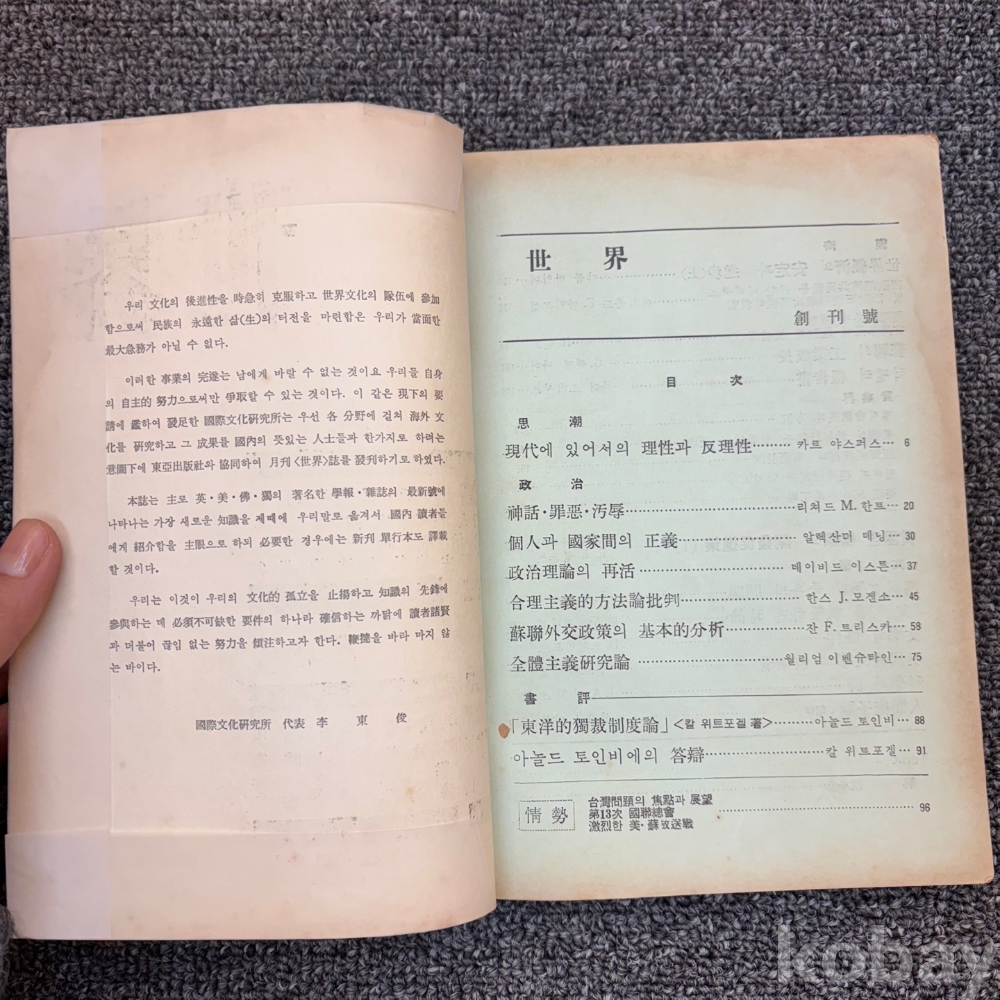 우리 文化의 後進性을 時急히 克服하고 世界文化의 隊伍에 參加
함으로써 民族의 永遠한 삶(生)의 터전을 마련함은 우리가 當面한
最大急務가 아닐 수 없다.
이러한 事業의 完遂는 남에게 바랄 수 없는 것이요 우리들 自身
의 自主的 努力으로써만 爭取할 수 있는 것이다. 이 같은 現下의 要
請에 鑑하여 發足한 國際文化硏究所는 우선 各 分野에 걸쳐 海外 文
化를 硏究하고 그 成果를 國內의 뜻있는 人士들과 한가지로 하려는
意圖下에 東亞出版社와 協同하여 月刊〈世界〉誌를 發刊하기로 하였다.
本誌는 主로 英·美·佛·獨의 著名한 學報·雜誌의 最新號에
나타나는 가장 새로운 知識을 제때에 우리말로 옮겨서 國內 讀者들
에게 紹介함을 主眼으로 하되 必要한 경우에는 新刊 單行本도 譯載
할 것이다.
우리는 이것이 우리의 文化的 孤立을 止揚하고 知識의 先鋒에
參與하는 데 必須不可缺한 要件의 하나라 確信하는 까닭에 讀者諸賢
과 더불어 끊임 없는 努力을 傾注하고자 한다. 鞭撻을 바라 마지 않
는 바이다.
國際文化硏究所 代表 李 東 俊
世 界
創 刊 號
目 次
思 潮
現代에 있어서의 理性과 反理性……… 카르 야스퍼스… 6
政 治
神話·罪惡·汚辱……………………………리쳐드 M. 한트… 20
個人과 國家間의 正義………………… 알렉산더 데닝… 30
政治理論의 再活 ………………………데이비드 이스튼… 37
合理主義的方法論批判…………………한스 J. 모겐소… 45
蘇聯外交政策의 基本的分析……………잔 F. 트리스카… 58
全體主義硏究論 ……………………윌리엄 이벤슈타인… 75
書 評
「東洋的獨裁制度論」<칼 위트포겔 著>………아놀드 토인비… 88
아놀드 토인비에의 答辯……………………칼 위트포겔… 91
情 勢
台灣問題의 焦點과 展望
第13次 國聯總會
激烈한 美·蘇放送戰
96
kobay